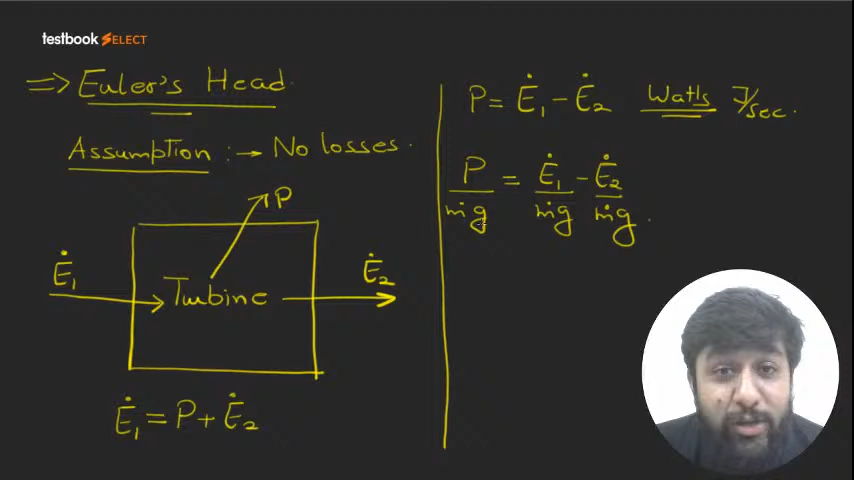 testbook SELECT
⇒ Euler's Head
Assumption :→ No losses.
P
Ė₁
Turbine
Ė₂
Ė₁ = P + Ė₂
P = Ė₁ - Ė₂ Watts J/sec.
P/ṁg = Ė₁/ṁg - Ė₂/ṁg .